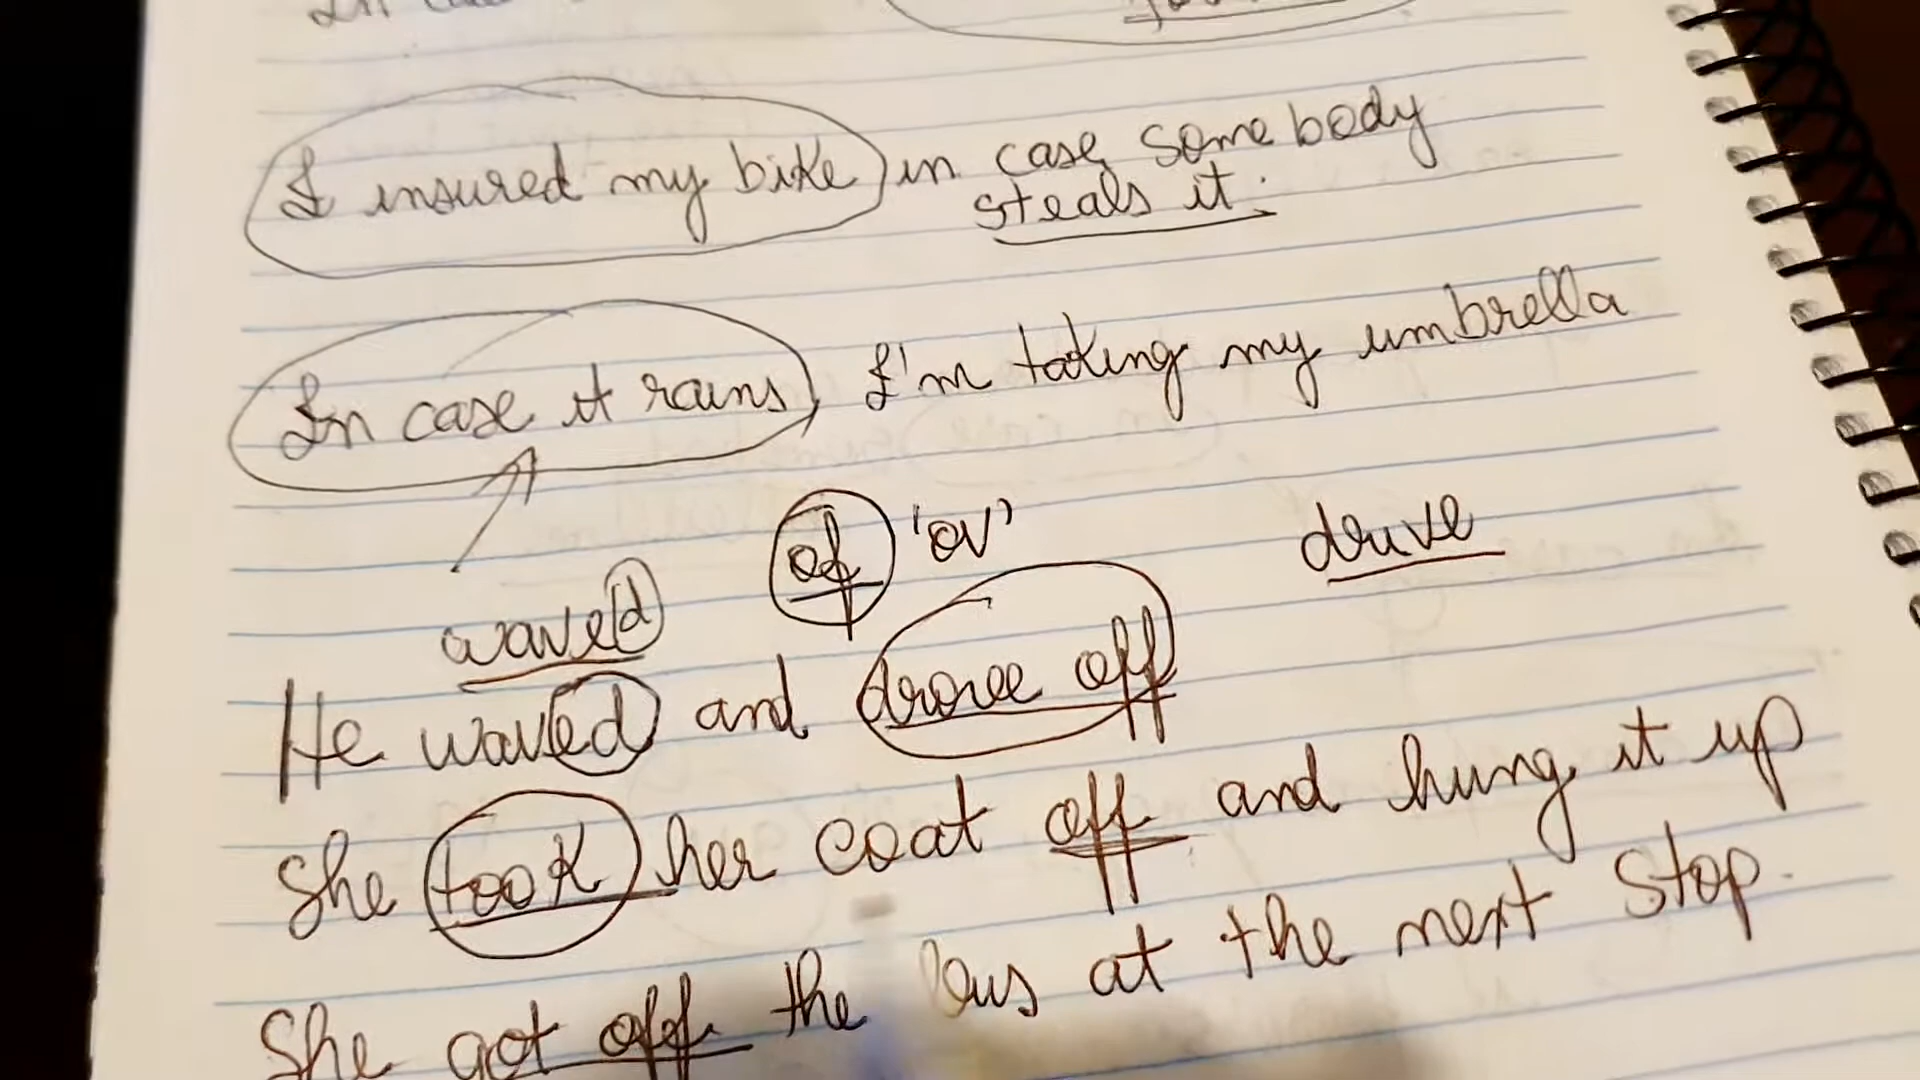 In
I insured my bike in case somebody
steals it.
In case it rains, I'm taking my umbrella
of 'ov' drive
waved
He waved and drove off
She took her coat off and hung it up
She got off the bus at the next stop.